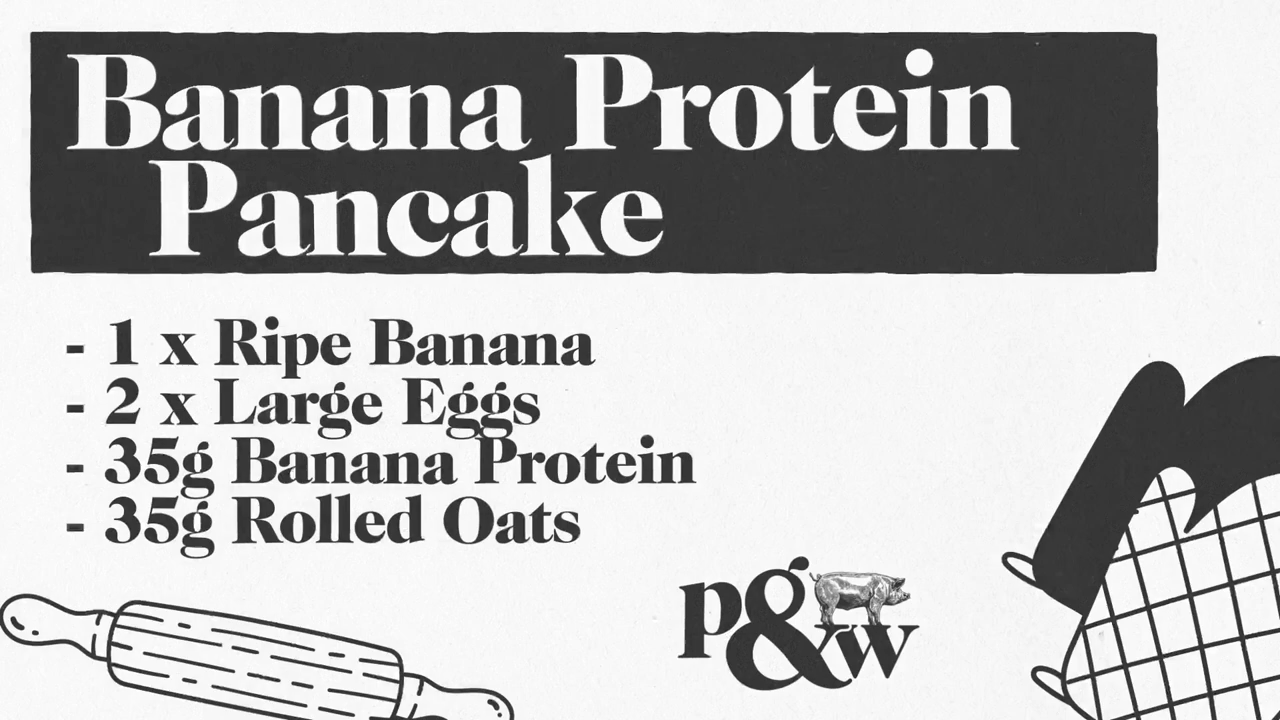 Banana Protein
Pancake
- 1 x Ripe Banana
- 2 x Large Eggs
- 35g Banana Protein
- 35g Rolled Oats
p&w